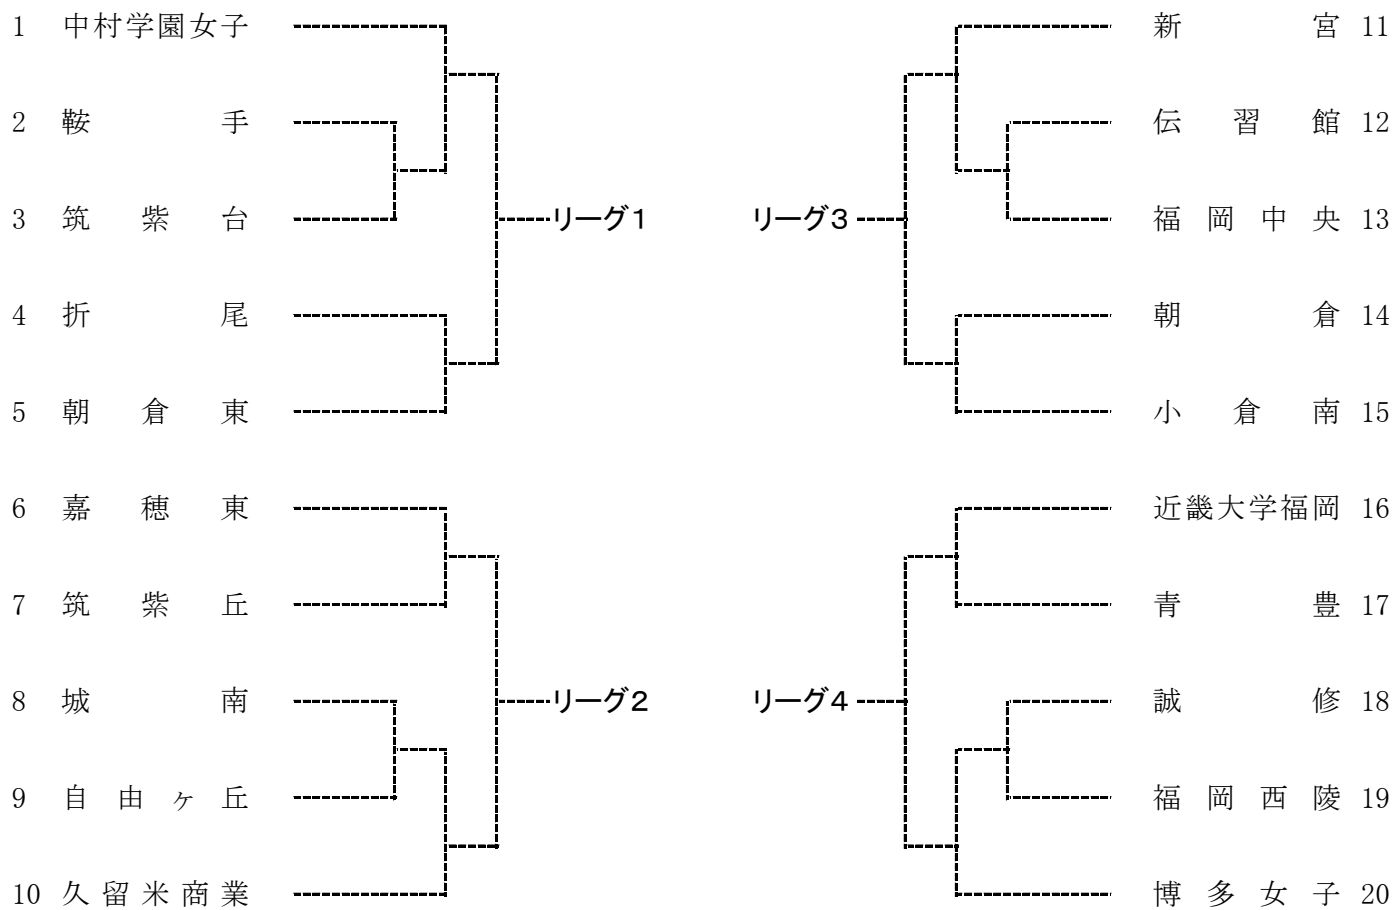 1 中村学園女子
2 鞍手
3 筑紫台
リーグ1
4 折尾
5 朝倉東
6 嘉穂東
7 筑紫丘
8 城南
リーグ2
9 自由ヶ丘
10 久留米商業
新宮 11
伝習館 12
福岡中央 13
リーグ3
朝倉 14
小倉南 15
近畿大学福岡 16
青豊 17
誠修 18
リーグ4
福岡西陵 19
博多女子 20